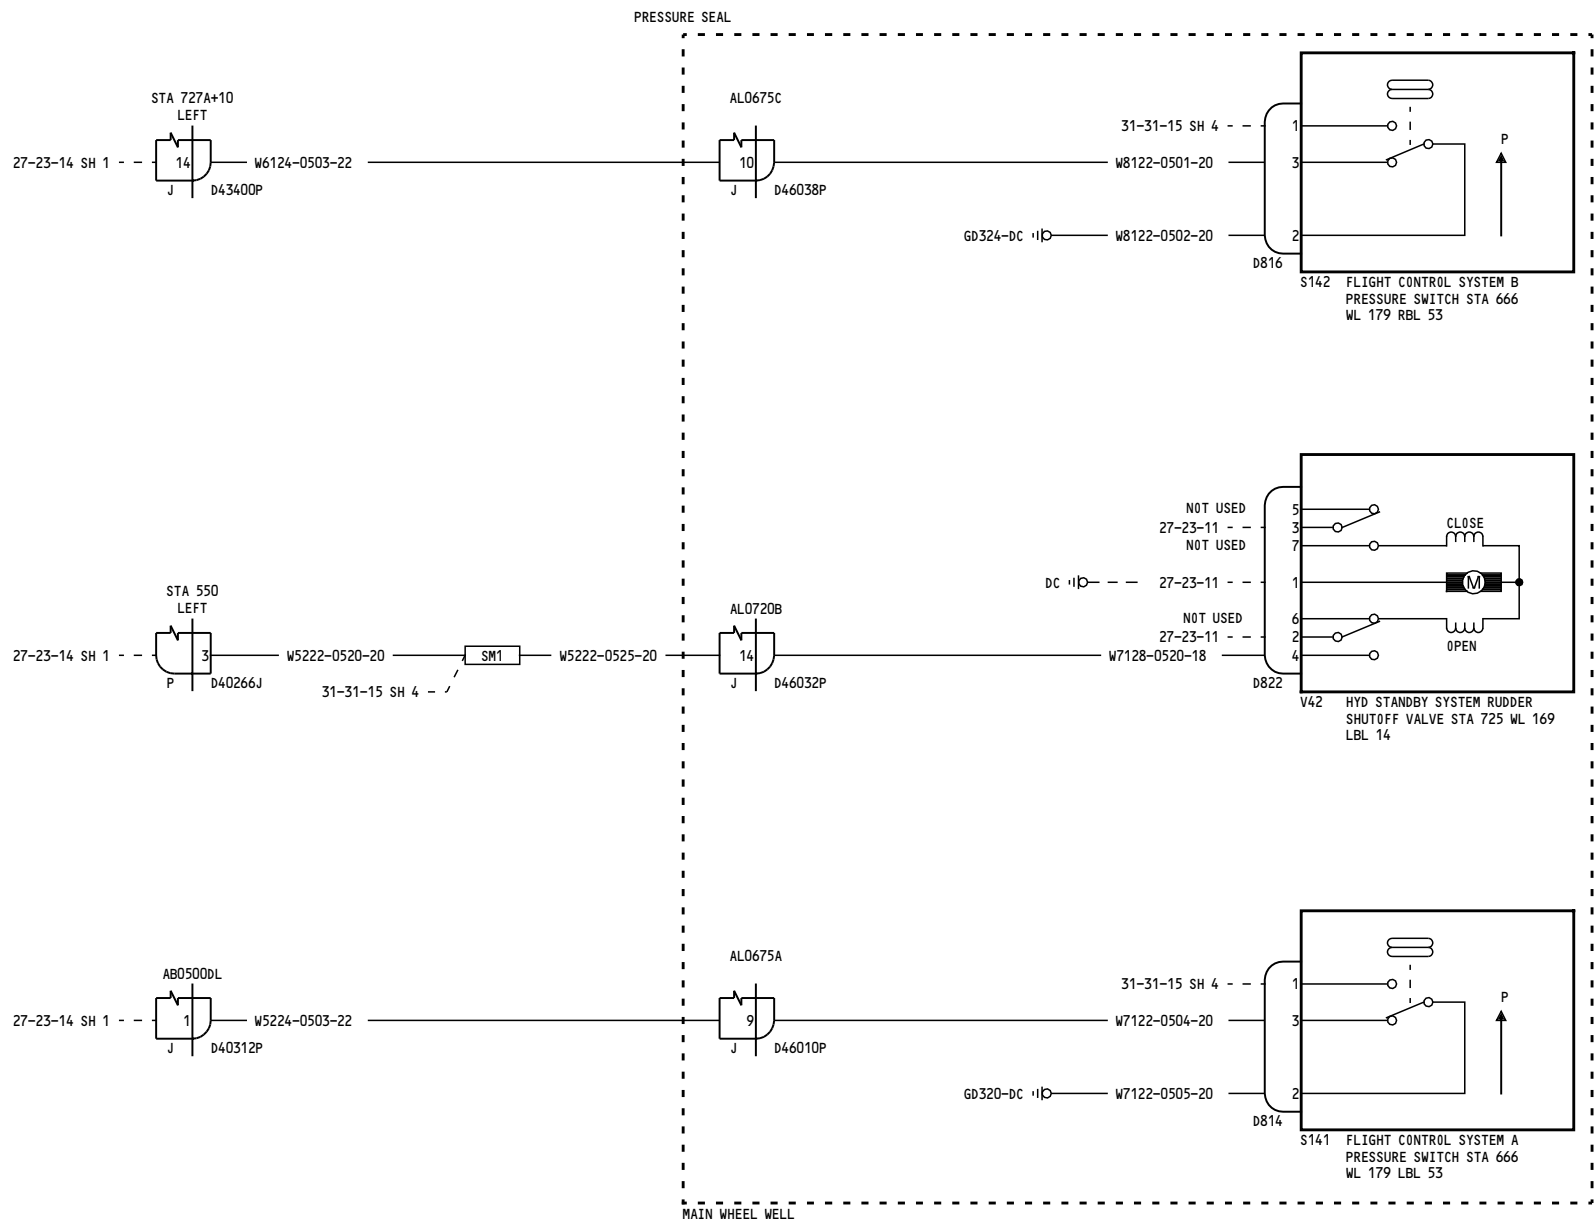 PRESSURE SEAL
STA 727A+10
LEFT
27-23-14 SH 1
14
J
D43400P
W6124-0503-22
AL0675C
10
J
D46038P
31-31-15 SH 4
W8122-0501-20
GD324-DC
W8122-0502-20
1
3
2
D816
P
S142
FLIGHT CONTROL SYSTEM B
PRESSURE SWITCH STA 666
WL 179 RBL 53
STA 550
LEFT
27-23-14 SH 1
3
P
D40266J
W5222-0520-20
SM1
31-31-15 SH 4
W5222-0525-20
AL0720B
14
J
D46032P
NOT USED
27-23-11
NOT USED
DC
27-23-11
NOT USED
27-23-11
W7128-0520-18
5
3
7
1
6
2
4
D822
CLOSE
M
OPEN
V42
HYD STANDBY SYSTEM RUDDER
SHUTOFF VALVE STA 725 WL 169
LBL 14
AB0500DL
27-23-14 SH 1
1
J
D40312P
W5224-0503-22
AL0675A
9
J
D46010P
31-31-15 SH 4
W7122-0504-20
GD320-DC
W7122-0505-20
1
3
2
D814
P
S141
FLIGHT CONTROL SYSTEM A
PRESSURE SWITCH STA 666
WL 179 LBL 53
MAIN WHEEL WELL